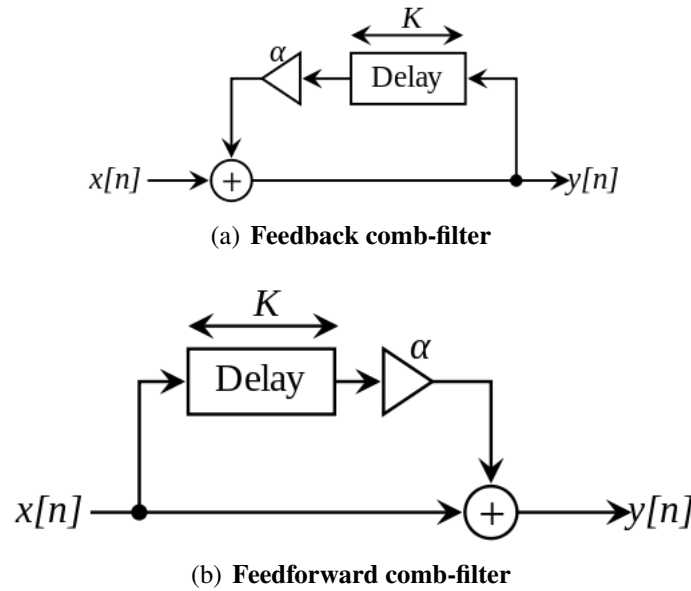 K
α
Delay
x[n]
+
y[n]
(a) Feedback comb-filter
K
α
Delay
x[n]
+
y[n]
(b) Feedforward comb-filter